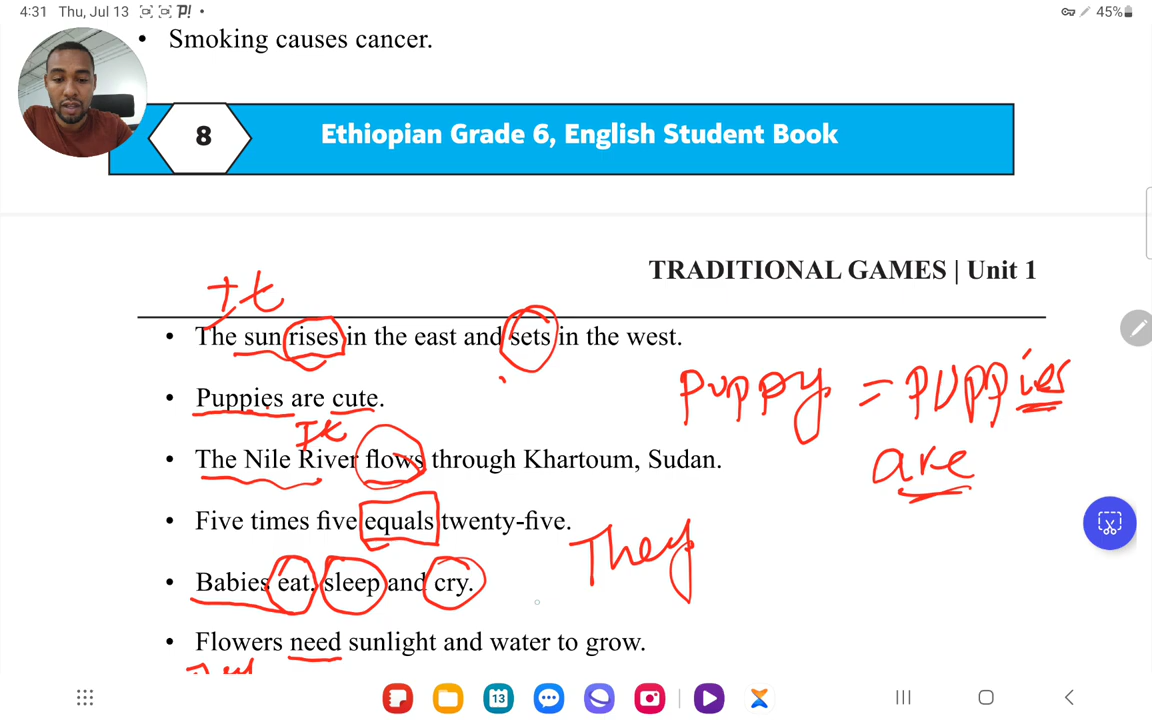 4:31 Thu, Jul 13 45%
• Smoking causes cancer.
8 Ethiopian Grade 6, English Student Book
TRADITIONAL GAMES | Unit 1
It
• The sun rises in the east and sets in the west.
puppy = puppies
• Puppies are cute.
It
are
• The Nile River flows through Khartoum, Sudan.
• Five times five equals twenty-five.
They
• Babies eat, sleep and cry.
• Flowers need sunlight and water to grow.
13